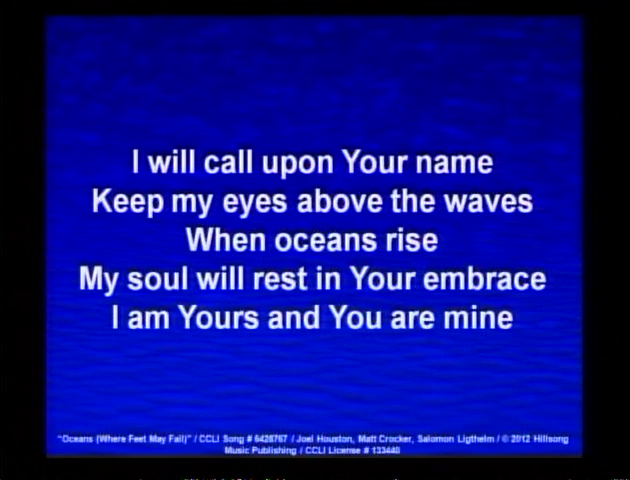 I will call upon Your name
Keep my eyes above the waves
When oceans rise
My soul will rest in Your embrace
I am Yours and You are mine
"Oceans (Where Feet May Fail)" / CCLI Song # 6428767 / Joel Houston, Matt Crocker, Salomon Ligthelm / © 2012 Hillsong
Music Publishing / CCLI License # 133440